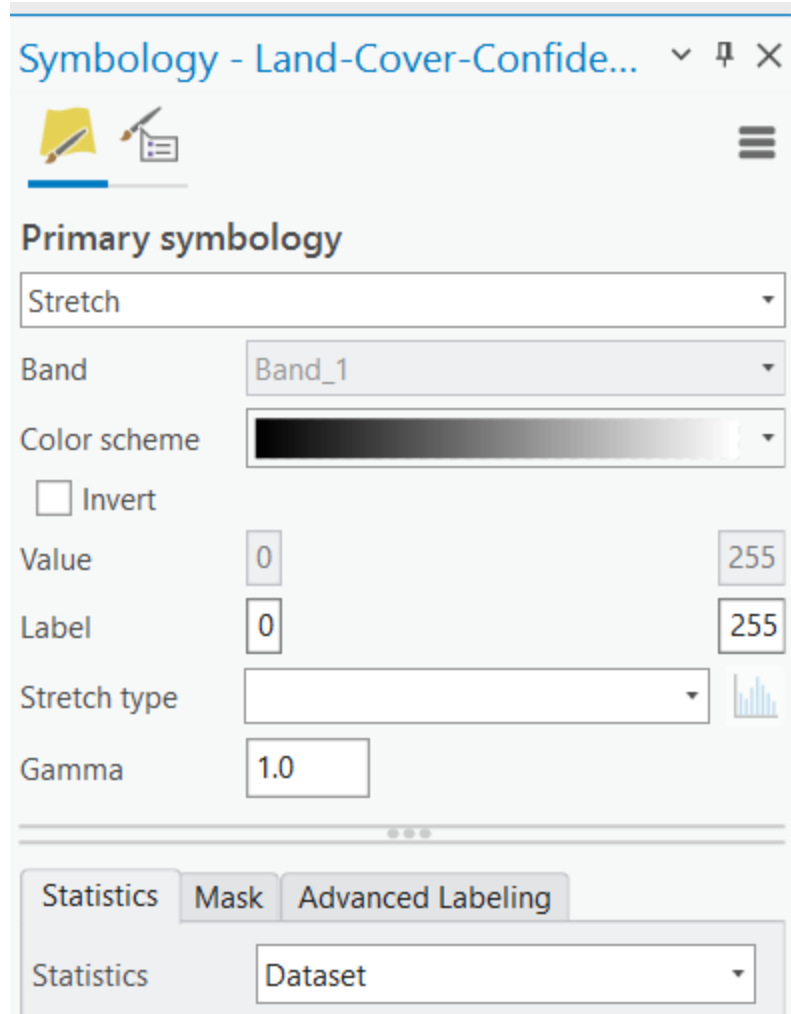 Symbology - Land-Cover-Confide...
Primary symbology
Stretch
Band Band_1
Color scheme
Invert
Value 0 255
Label 0 255
Stretch type
Gamma 1.0
Statistics Mask Advanced Labeling
Statistics Dataset